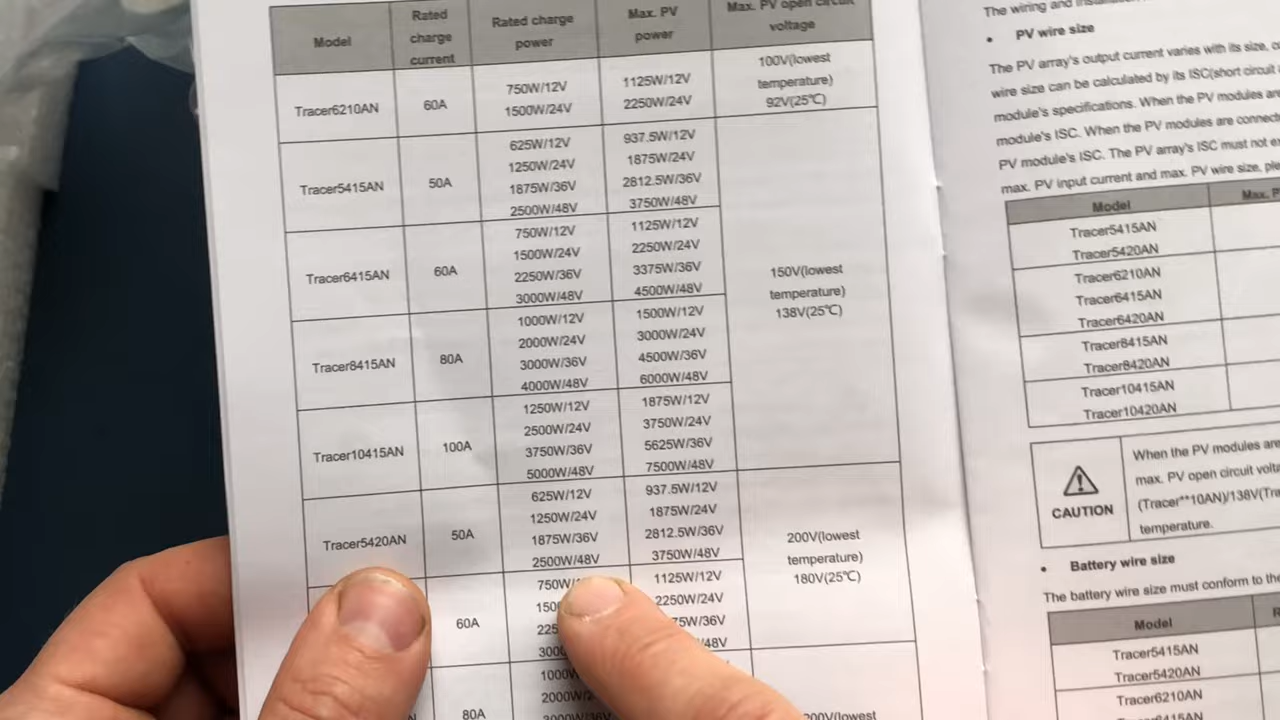 Model
Rated charge current
Rated charge power
Max. PV power
Max. PV open circuit voltage
Tracer6210AN
60A
750W/12V
1500W/24V
1125W/12V
2250W/24V
100V(lowest
temperature)
92V(25℃)
Tracer5415AN
50A
625W/12V
1250W/24V
1875W/36V
2500W/48V
937.5W/12V
1875W/24V
2812.5W/36V
3750W/48V
150V(lowest
temperature)
138V(25℃)
Tracer6415AN
60A
750W/12V
1500W/24V
2250W/36V
3000W/48V
1125W/12V
2250W/24V
3375W/36V
4500W/48V
Tracer8415AN
80A
1000W/12V
2000W/24V
3000W/36V
4000W/48V
1500W/12V
3000W/24V
4500W/36V
6000W/48V
Tracer10415AN
100A
1250W/12V
2500W/24V
3750W/36V
5000W/48V
1875W/12V
3750W/24V
5625W/36V
7500W/48V
Tracer5420AN
50A
625W/12V
1250W/24V
1875W/36V
2500W/48V
937.5W/12V
1875W/24V
2812.5W/36V
3750W/48V
200V(lowest
temperature)
180V(25℃)
60A
750W/
150
225
300
1125W/12V
2250W/24V
75W/36V
/48V
80A
1000W
2000W
200V(lowest
The wiring and
• PV wire size
The PV array's output current varies with its size,
wire size can be calculated by its ISC(short circuit
module's specifications. When the PV modules are
module's ISC. When the PV modules are
PV module's ISC. The PV array's ISC must not
max. PV input current and max. PV wire size,
Model
Max.
Tracer5415AN
Tracer5420AN
Tracer6210AN
Tracer6415AN
Tracer6420AN
Tracer8415AN
Tracer8420AN
Tracer10415AN
Tracer10420AN
CAUTION
When the PV modules are
max. PV open circuit
(Tracer**10AN)/138V
temperature.
• Battery wire size
The battery wire size must conform to the
Model
Tracer5415AN
Tracer5420AN
Tracer6210AN